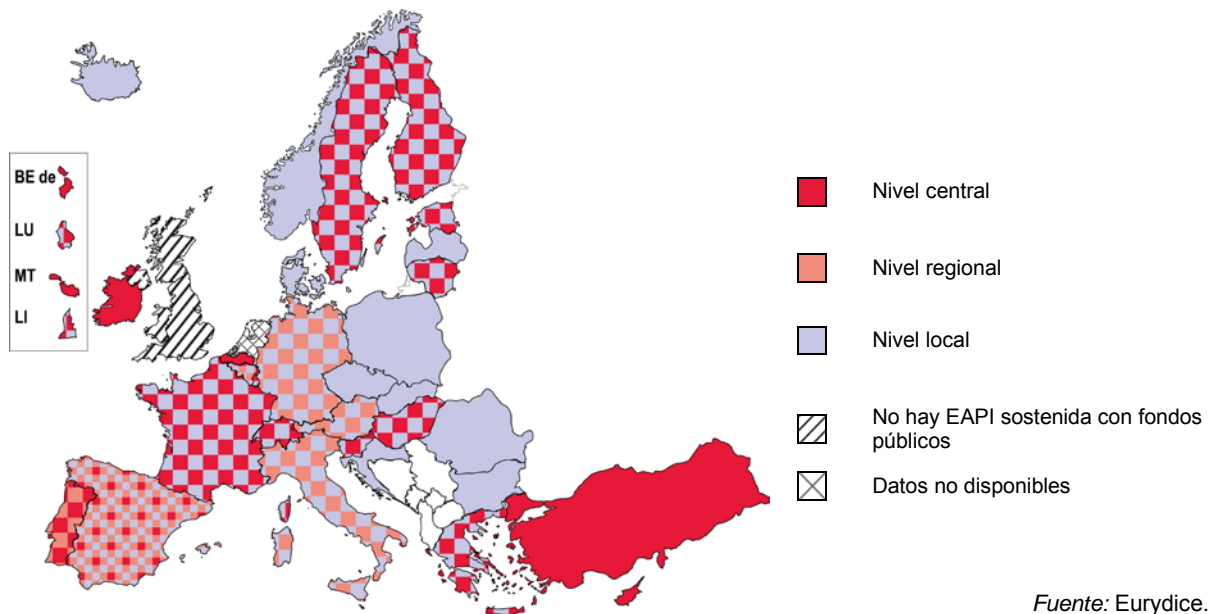 BE de
LU
MT
LI
Nivel central
Nivel regional
Nivel local
No hay EAPI sostenida con fondos
públicos
Datos no disponibles
Fuente: Eurydice.